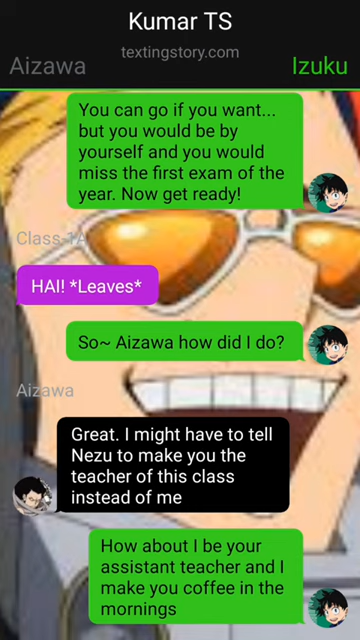 Kumar TS
textingstory.com
Aizawa
Izuku
You can go if you want...
but you would be by
yourself and you would
miss the first exam of the
year. Now get ready!
Class-1A
HAI! *Leaves*
So~ Aizawa how did I do?
Aizawa
Great. I might have to tell
Nezu to make you the
teacher of this class
instead of me
How about I be your
assistant teacher and I
make you coffee in the
mornings